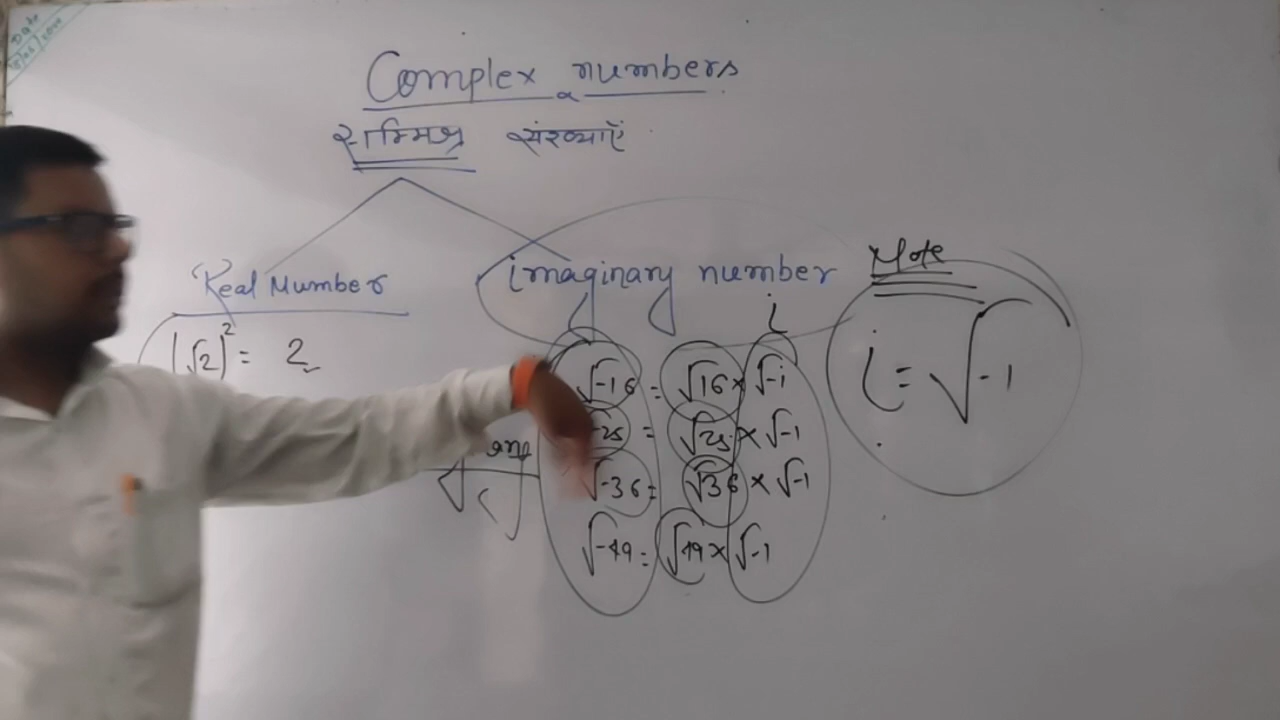 Date
Complex numbers
सम्मिश्र संख्याएँ
Real Number
imaginary number
Note
(√2)² = 2
i
√-16 = √16 × √-1
-25 = √25 × √-1
√-36 = √36 × √-1
√-49 = √49 × √-1
i = √-1